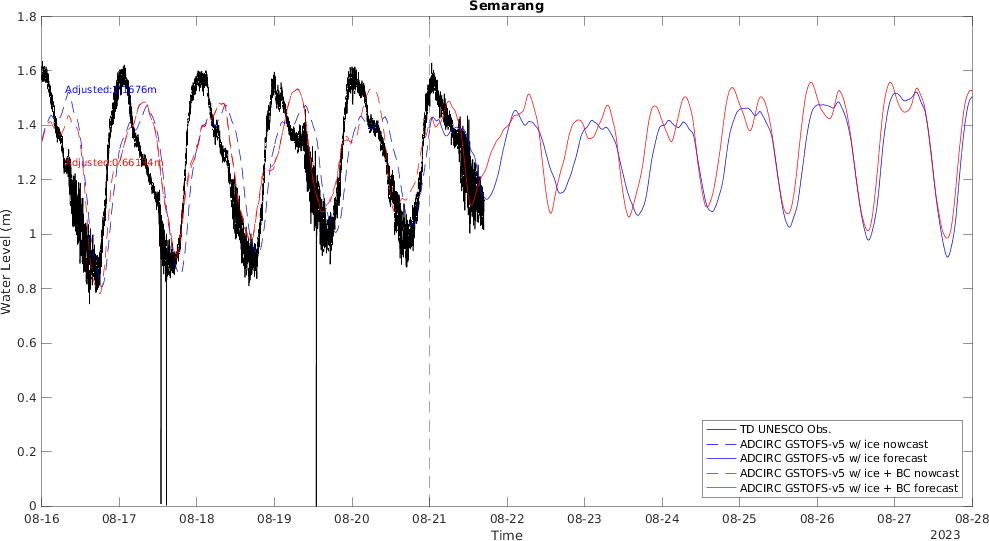 Semarang
Water Level (m)
1.8
1.6
1.4
1.2
1
0.8
0.6
0.4
0.2
0
Adjusted:
Adjusted:
TD UNESCO Obs.
ADCIRC GSTOFS-v5 w/ ice nowcast
ADCIRC GSTOFS-v5 w/ ice forecast
ADCIRC GSTOFS-v5 w/ ice + BC nowcast
ADCIRC GSTOFS-v5 w/ ice + BC forecast
08-16 08-17 08-18 08-19 08-20 08-21 08-22 08-23 08-24 08-25 08-26 08-27 08-28
Time
2023